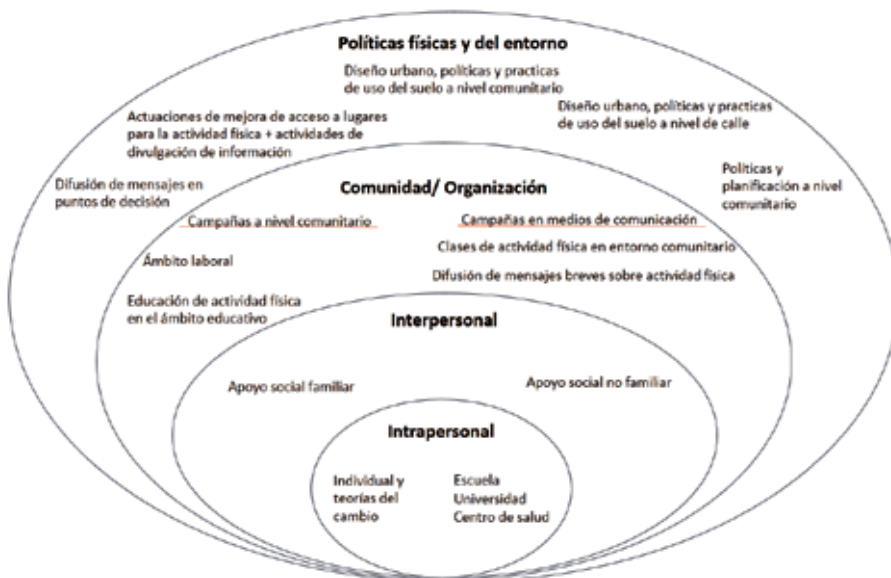 Políticas físicas y del entorno
Diseño urbano, políticas y practicas
de uso del suelo a nivel comunitario
Diseño urbano, políticas y practicas
de uso del suelo a nivel de calle
Actuaciones de mejora de acceso a lugares
para la actividad física + actividades de
divulgación de información
Políticas y
planificación a nivel
comunitario
Difusión de mensajes en
puntos de decisión
Comunidad/ Organización
Campañas a nivel comunitario
Campañas en medios de comunicación
Clases de actividad física en entorno comunitario
Ámbito laboral
Difusión de mensajes breves sobre actividad física
Educación de actividad física
en el ámbito educativo
Interpersonal
Apoyo social familiar
Apoyo social no familiar
Intrapersonal
Individual y
teorías del
cambio
Escuela
Universidad
Centro de salud